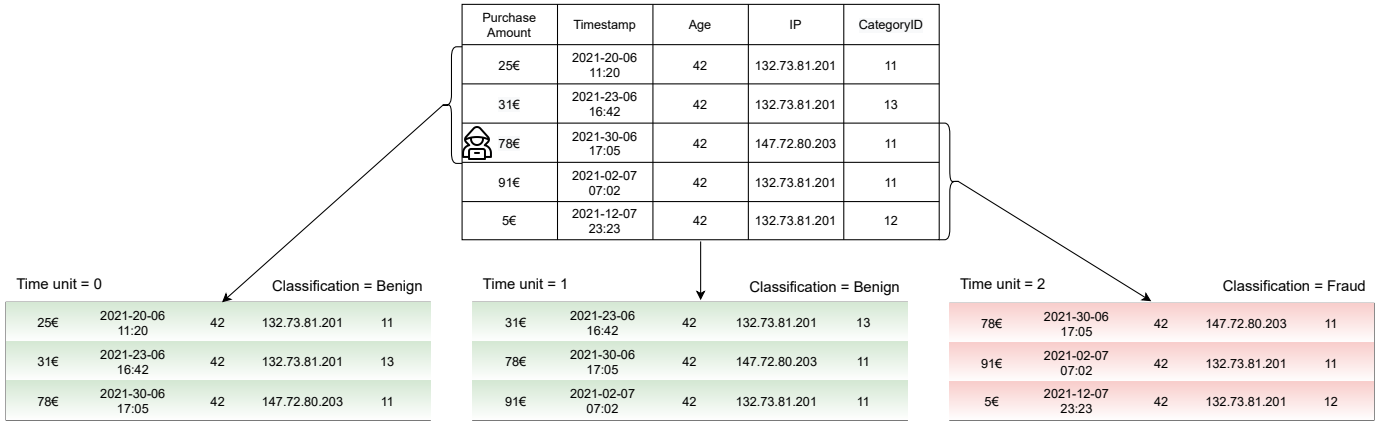 Purchase Amount Timestamp Age IP CategoryID
25€ 2021-20-06 11:20 42 132.73.81.201 11
31€ 2021-23-06 16:42 42 132.73.81.201 13
78€ 2021-30-06 17:05 42 147.72.80.203 11
91€ 2021-02-07 07:02 42 132.73.81.201 11
5€ 2021-12-07 23:23 42 132.73.81.201 12
Time unit = 0 Classification = Benign
25€ 2021-20-06 11:20 42 132.73.81.201 11
31€ 2021-23-06 16:42 42 132.73.81.201 13
78€ 2021-30-06 17:05 42 147.72.80.203 11
Time unit = 1 Classification = Benign
31€ 2021-23-06 16:42 42 132.73.81.201 13
78€ 2021-30-06 17:05 42 147.72.80.203 11
91€ 2021-02-07 07:02 42 132.73.81.201 11
Time unit = 2 Classification = Fraud
78€ 2021-30-06 17:05 42 147.72.80.203 11
91€ 2021-02-07 07:02 42 132.73.81.201 11
5€ 2021-12-07 23:23 42 132.73.81.201 12